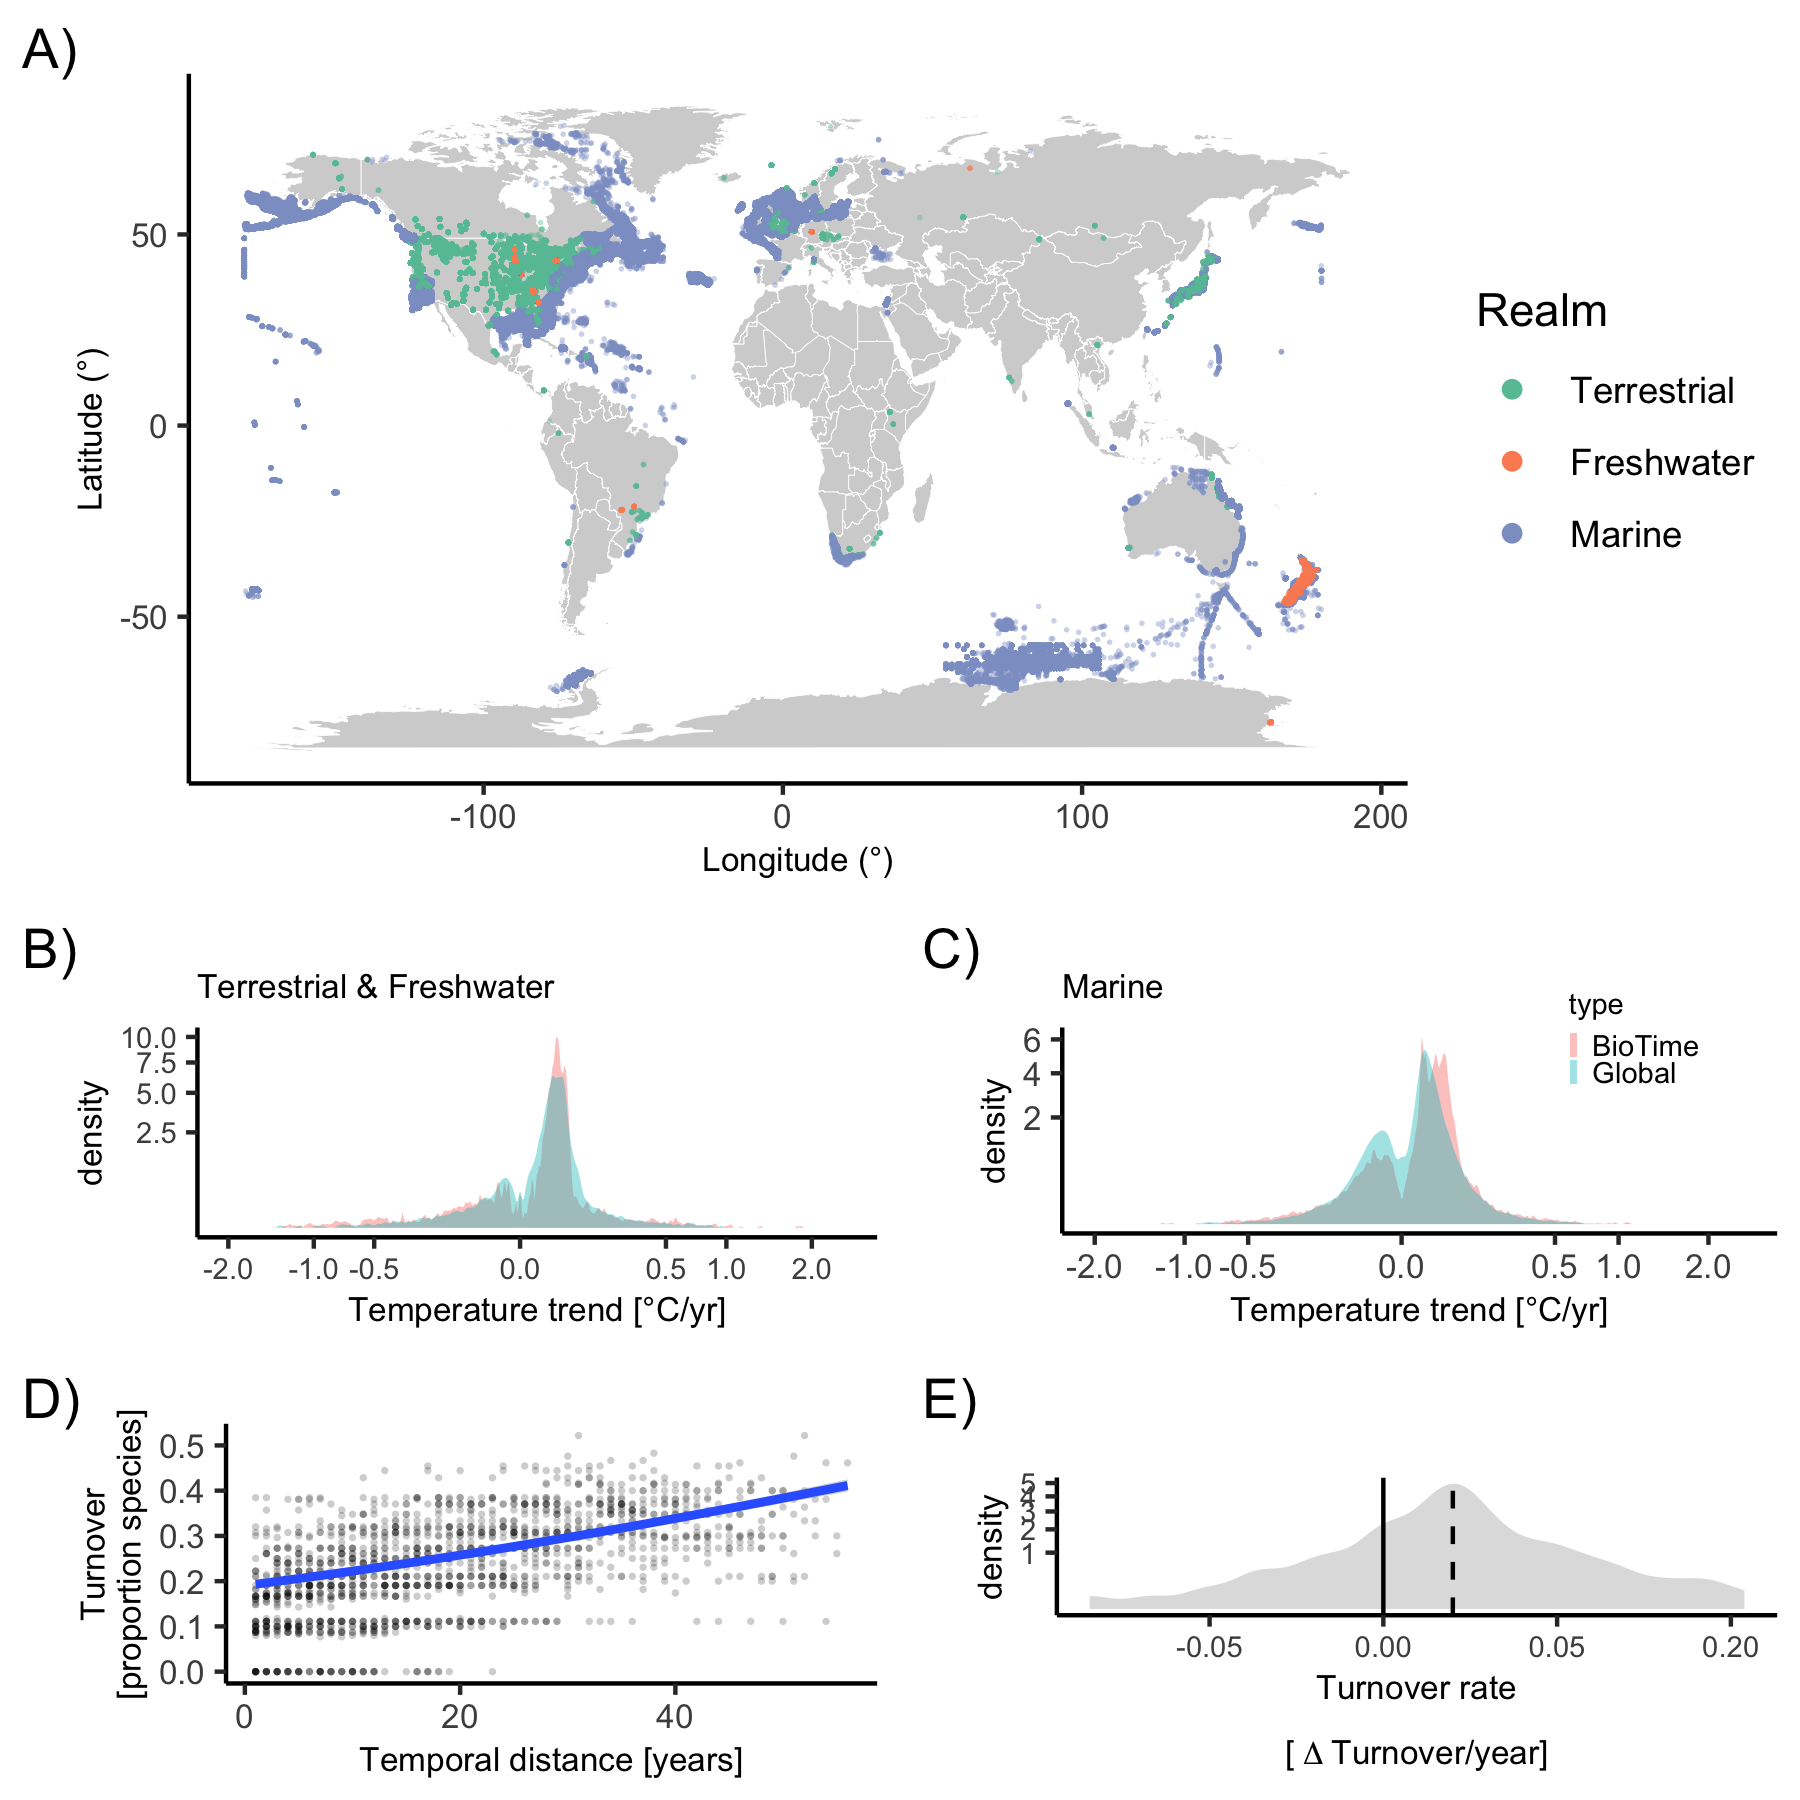 A)
50
0
-50
Latitude (°)
-100
0
100
200
Longitude (°)
Realm
Terrestrial
Freshwater
Marine
B)
Terrestrial & Freshwater
10.0
7.5
5.0
2.5
density
-2.0
-1.0
-0.5
0.0
0.5
1.0
2.0
Temperature trend [°C/yr]
C)
Marine
type
BioTime
Global
6
4
2
density
-2.0
-1.0
-0.5
0.0
0.5
1.0
2.0
Temperature trend [°C/yr]
D)
Turnover
[proportion species]
0.5
0.4
0.3
0.2
0.1
0.0
0
20
40
Temporal distance [years]
E)
5
4
3
2
1
density
-0.05
0.00
0.05
0.20
Turnover rate
[ Δ Turnover/year]